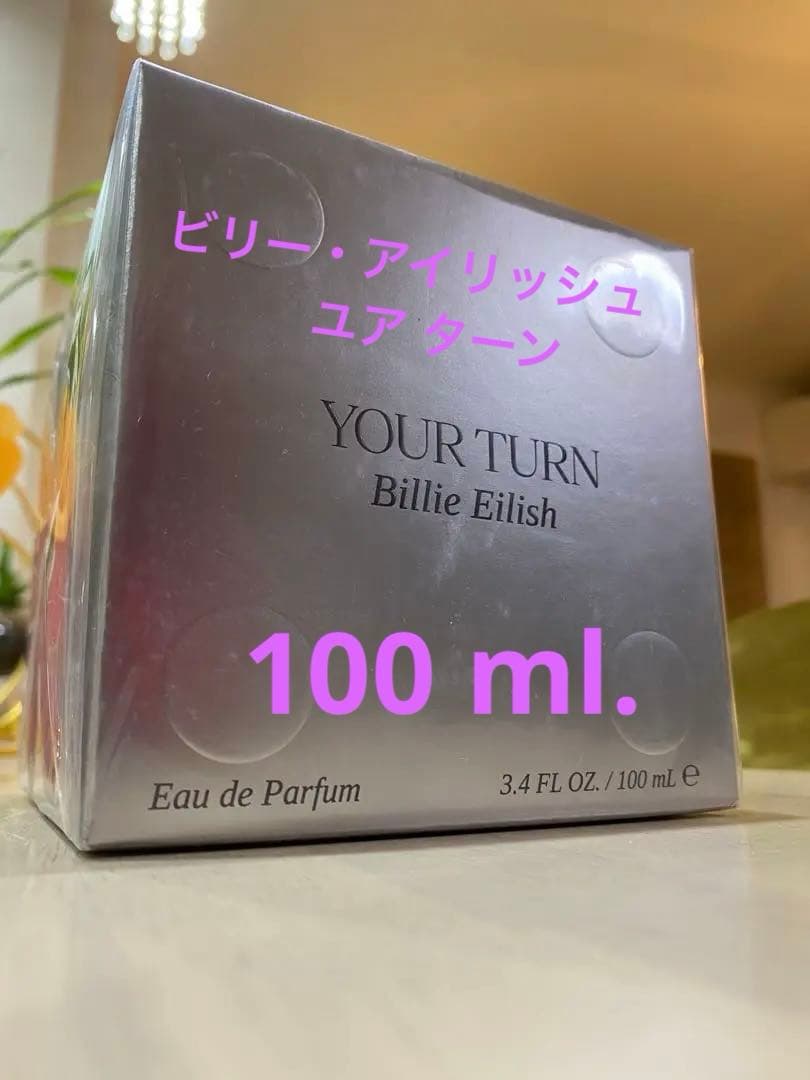 ビリー・アイリッシュ
ユア ターン
YOUR TURN
Billie Eilish
100 ml.
Eau de Parfum
3.4 FL OZ. / 100 mL ℮